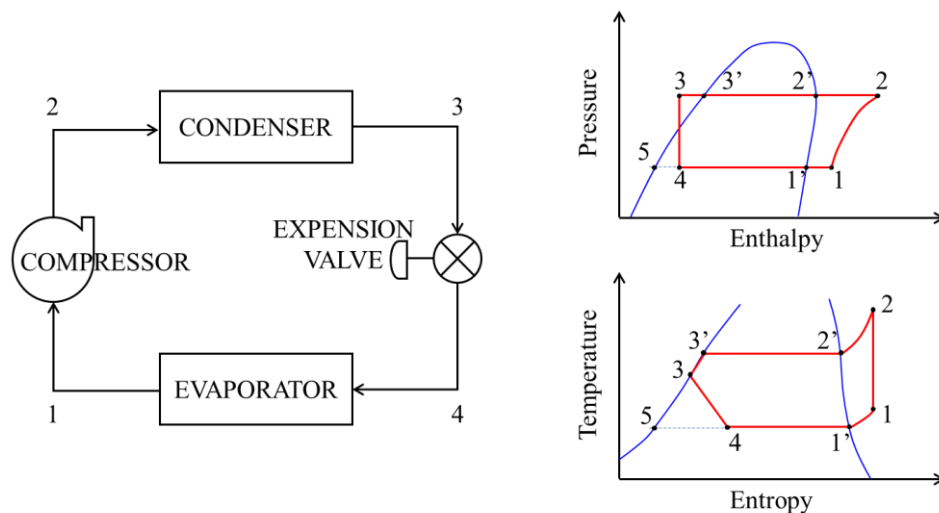 2
CONDENSER
3
COMPRESSOR
EXPENSION
VALVE
1
EVAPORATOR
4
Pressure
3
3’
2’
2
5
4
1’
1
Enthalpy
Temperature
3’
2’
2
3
5
4
1’
1
Entropy